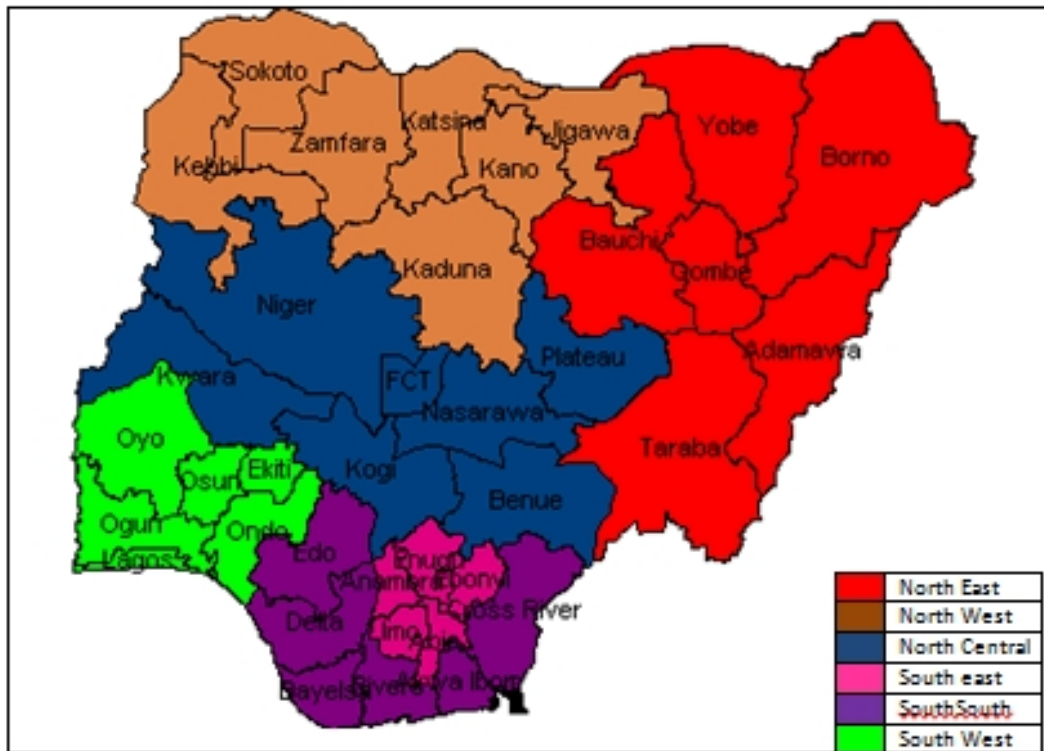 Sokoto
Katsina
Jigawa
Yobe
Borno
Zamfara
Kebbi
Kano
Bauchi
Gombe
Kaduna
Niger
Adamawa
Plateau
Kwara
FCT
Nasarawa
Oyo
Taraba
Osun
Ekiti
Kogi
Benue
Ogun
Ondo
Lagos
Edo
Enugu
Anambra
Ebonyi
Cross River
Delta
Imo
Abia
Bayelsa
Rivers
Akwa Ibom
North East
North West
North Central
South east
SouthSouth
South West